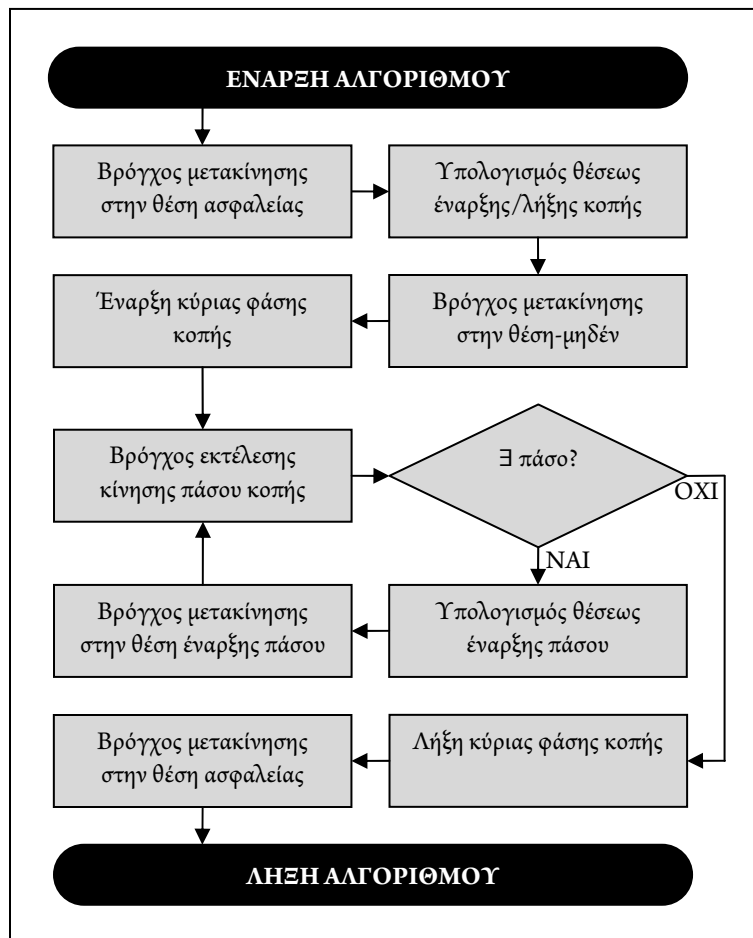 ΕΝΑΡΞΗ ΑΛΓΟΡΙΘΜΟΥ
Βρόγχος μετακίνησης
στην θέση ασφαλείας
Υπολογισμός θέσεως
έναρξης/λήξης κοπής
Βρόγχος μετακίνησης
στην θέση-μηδέν
Έναρξη κύριας φάσης
κοπής
Βρόγχος εκτέλεσης
κίνησης πάσου κοπής
∃ πάσο?
ΟΧΙ
ΝΑΙ
Υπολογισμός θέσεως
έναρξης πάσου
Βρόγχος μετακίνησης
στην θέση έναρξης πάσου
Λήξη κύριας φάσης κοπής
Βρόγχος μετακίνησης
στην θέση ασφαλείας
ΛΗΞΗ ΑΛΓΟΡΙΘΜΟΥ